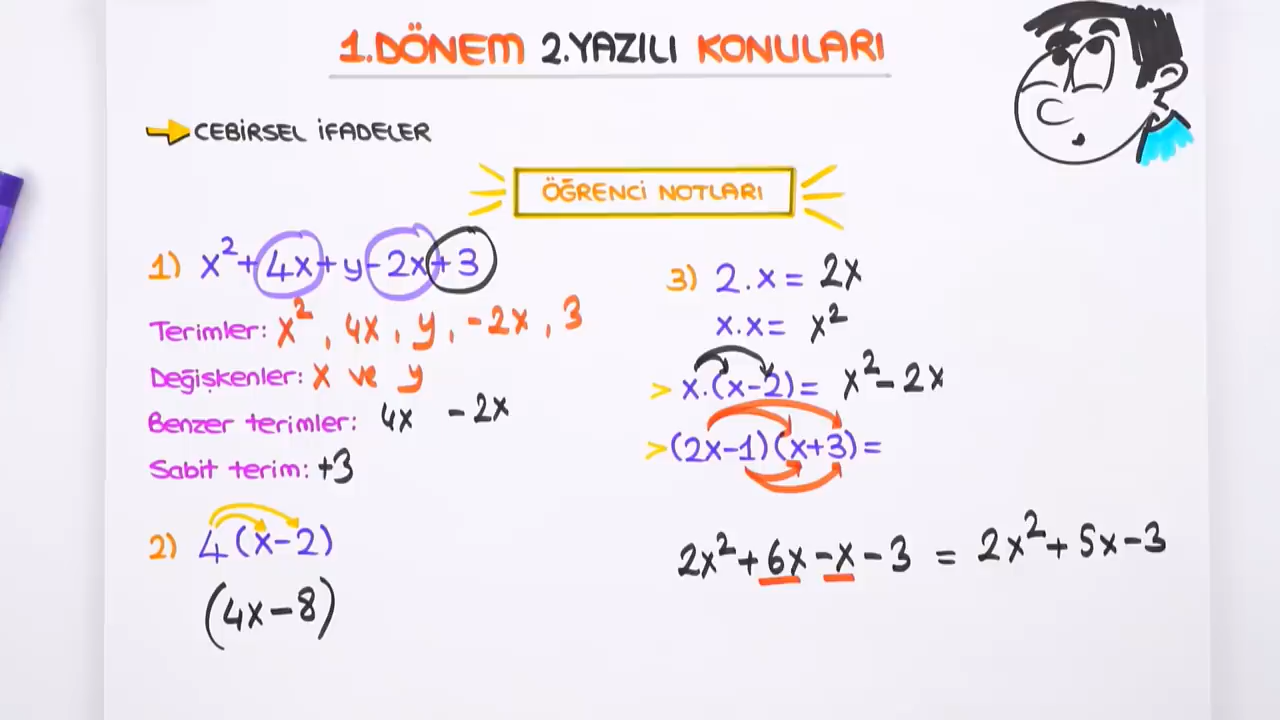 1.DÖNEM 2.YAZILI KONULARI
CEBİRSEL İFADELER
ÖĞRENCİ NOTLARI
1) x²+4x+y-2x+3
Terimler: x², 4x, y, -2x, 3
Değişkenler: x ve y
Benzer terimler: 4x -2x
Sabit terim: +3
2) 4(x-2)
(4x-8)
3) 2.x= 2x
x.x= x²
> x.(x-2)= x²-2x
> (2x-1)(x+3)=
2x²+6x-x-3 = 2x²+5x-3